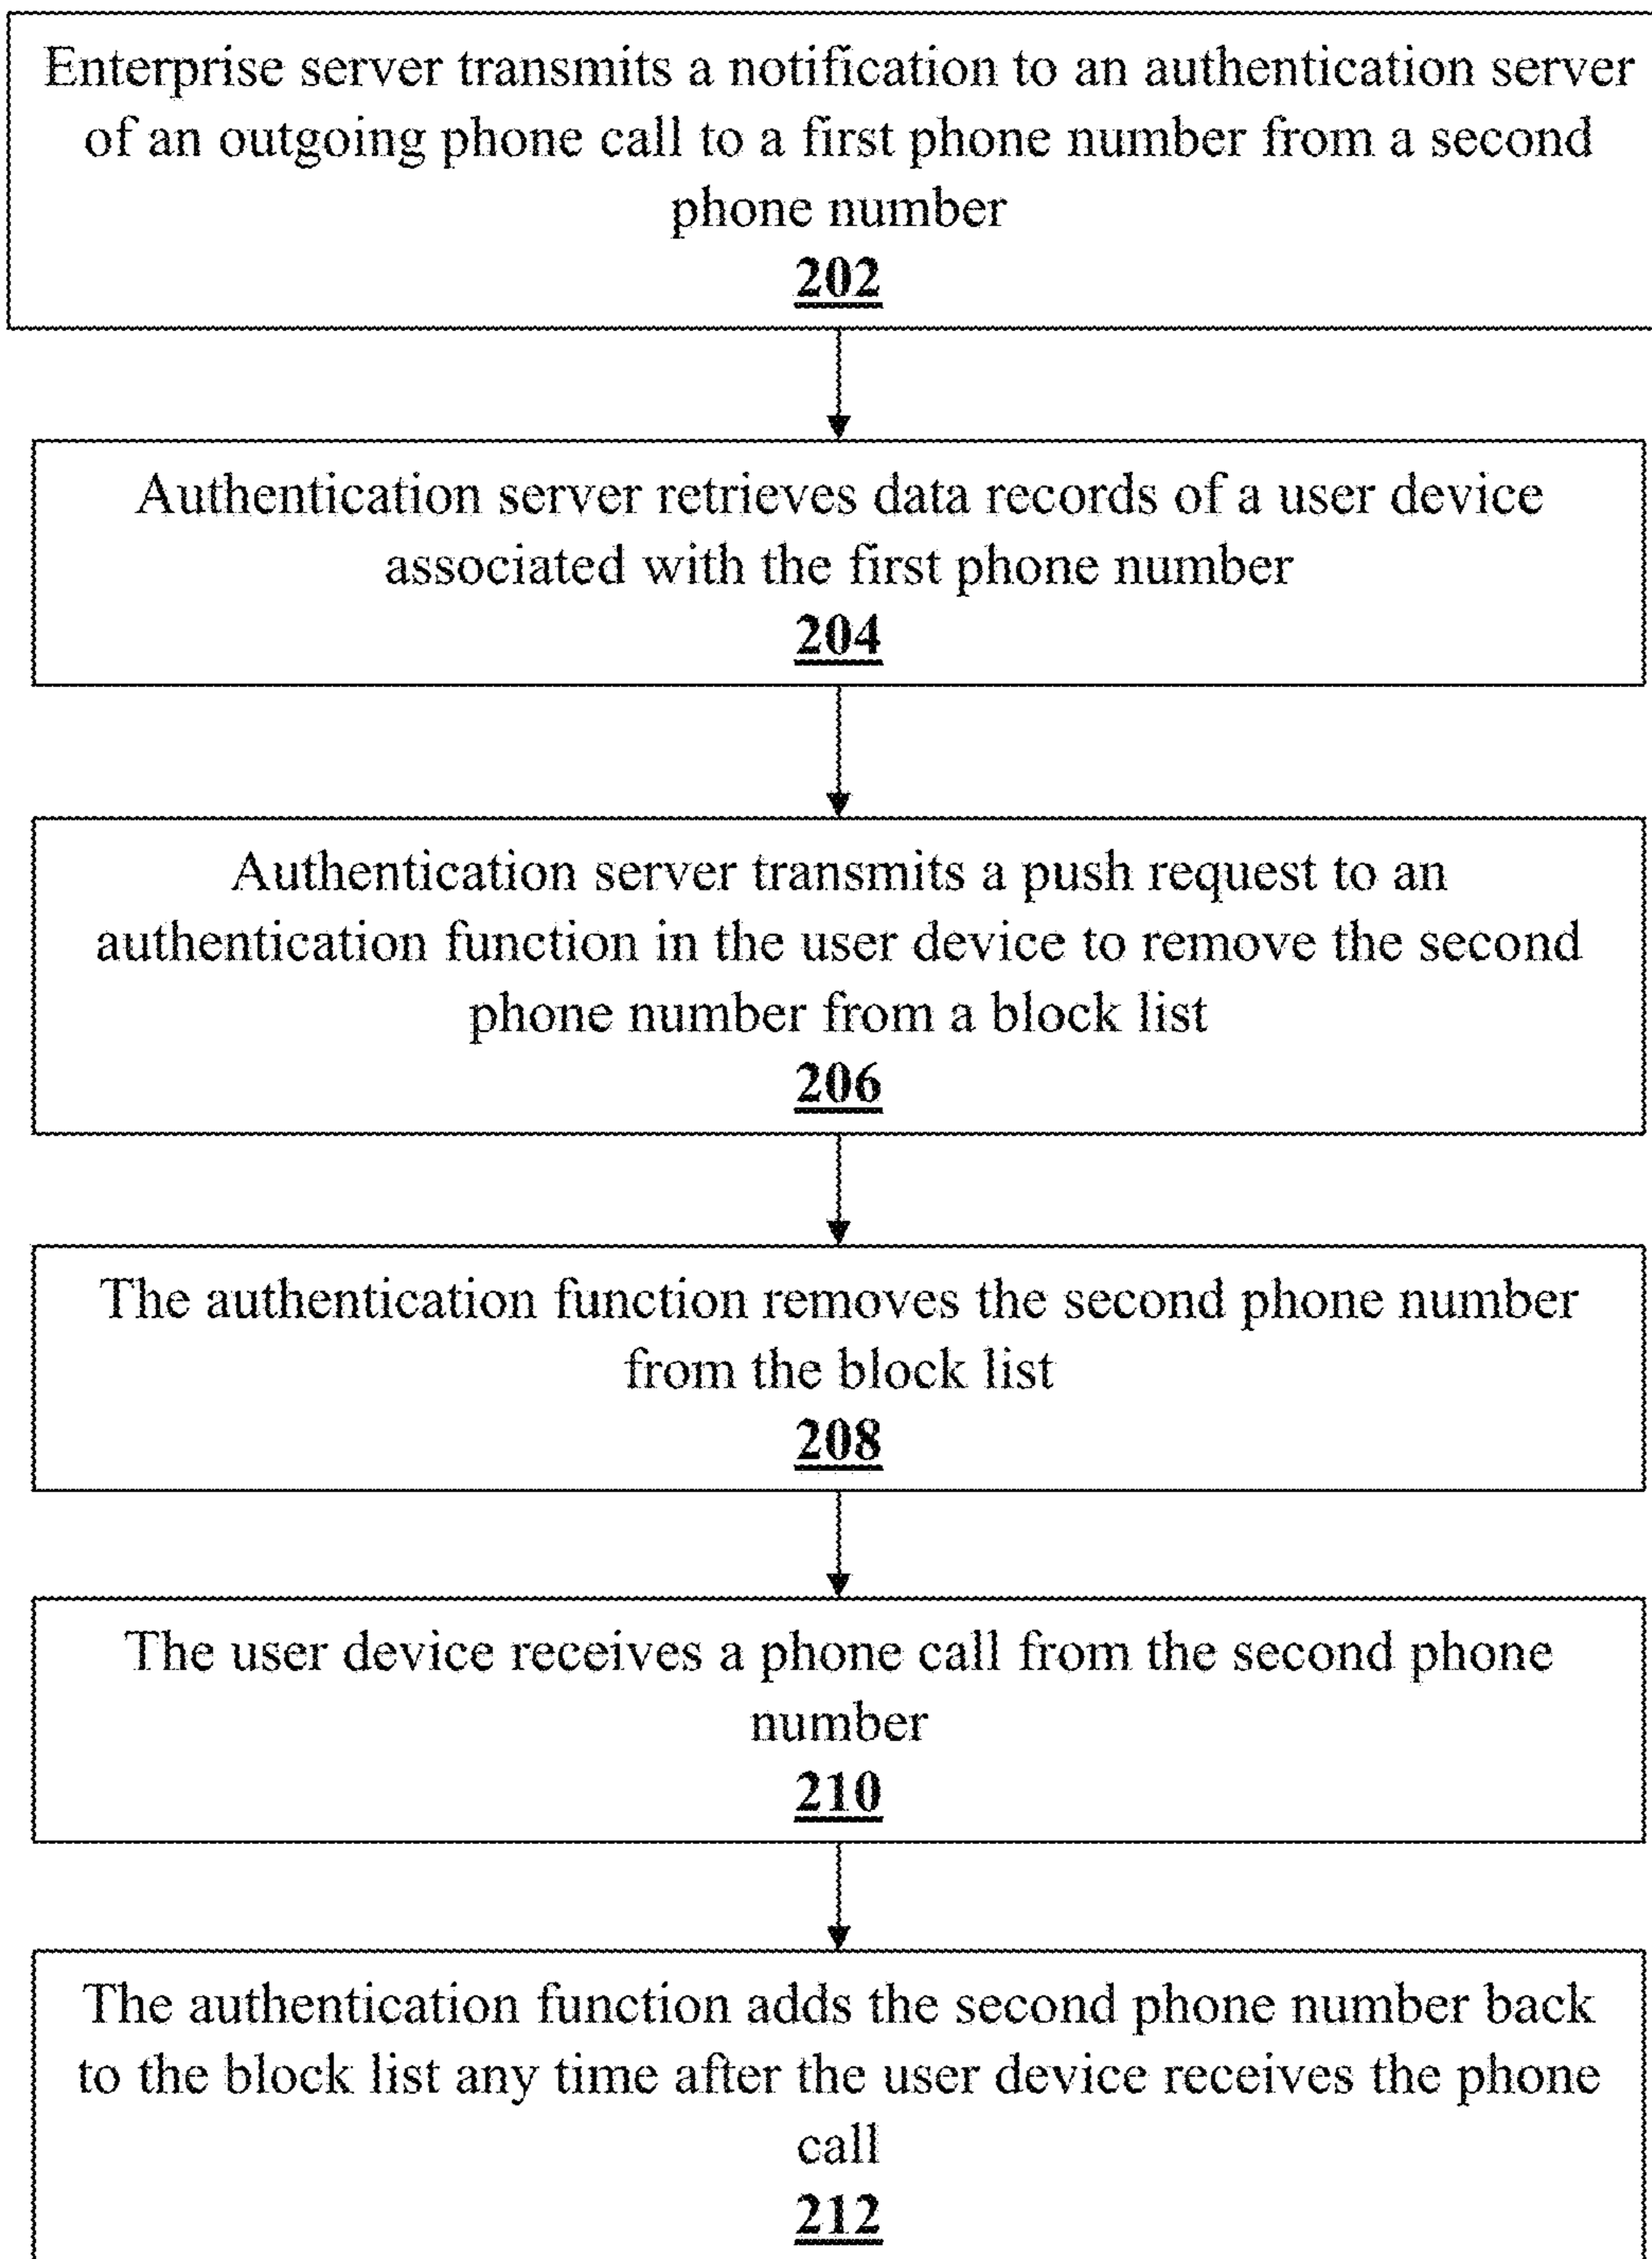 Enterprise server transmits a notification to an authentication server
of an outgoing phone call to a first phone number from a second
phone number
202
Authentication server retrieves data records of a user device
associated with the first phone number
204
Authentication server transmits a push request to an
authentication function in the user device to remove the second
phone number from a block list
206
The authentication function removes the second phone number
from the block list
208
The user device receives a phone call from the second phone
number
210
The authentication function adds the second phone number back
to the block list any time after the user device receives the phone
call
212